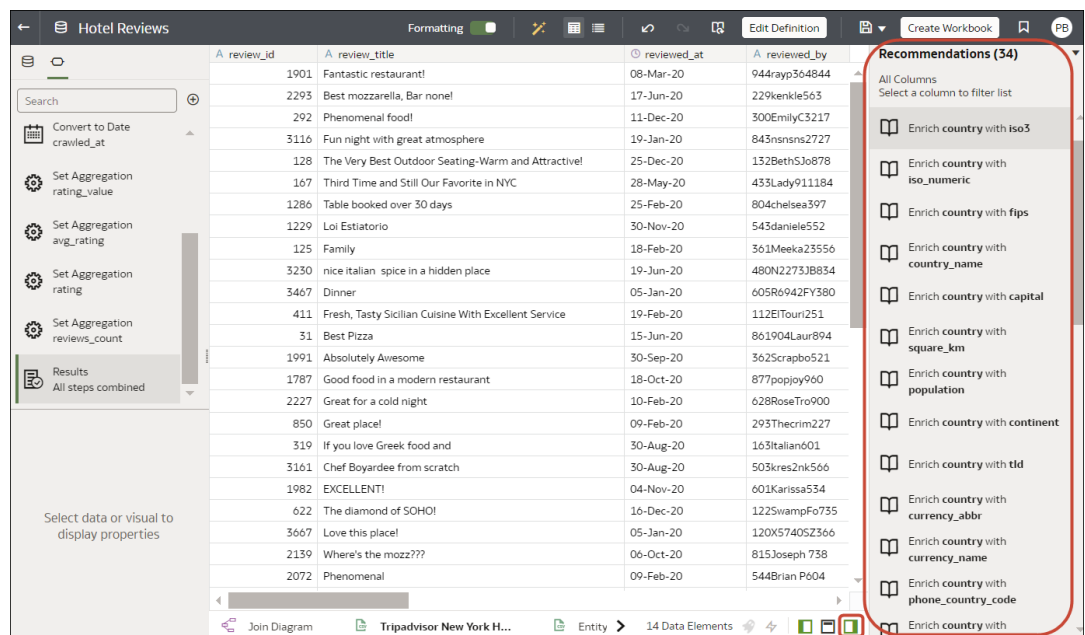 Hotel Reviews
Formatting
Edit Definition
Create Workbook
PB
Search
Convert to Date
crawled_at
Set Aggregation
rating_value
Set Aggregation
avg_rating
Set Aggregation
rating
Set Aggregation
reviews_count
Results
All steps combined
Select data or visual to
display properties
A review_id A review_title reviewed_at A reviewed_by
1901 Fantastic restaurant! 08-Mar-20 944rayp364844
2293 Best mozzarella, Bar none! 17-Jun-20 229kenkle563
292 Phenomenal food! 11-Dec-20 300EmilyC3217
3116 Fun night with great atmosphere 19-Jan-20 843nsnsns2727
128 The Very Best Outdoor Seating-Warm and Attractive! 25-Dec-20 132BethSJo878
167 Third Time and Still Our Favorite in NYC 28-May-20 433Lady911184
1286 Table booked over 30 days 25-Feb-20 804chelsea397
1229 Loi Estiatorio 30-Nov-20 543daniele552
125 Family 18-Feb-20 361Meeka23556
3230 nice italian spice in a hidden place 19-Jun-20 480N2273JB834
3467 Dinner 05-Jan-20 605R6942FY380
411 Fresh, Tasty Sicilian Cuisine With Excellent Service 19-Feb-20 112ElTouri251
31 Best Pizza 15-Jun-20 861904Laur894
1991 Absolutely Awesome 30-Sep-20 362Scrapbo521
1787 Good food in a modern restaurant 18-Oct-20 877popjoy960
2227 Great for a cold night 10-Feb-20 628RoseTro900
850 Great place! 09-Feb-20 293Thecrim227
319 If you love Greek food and 30-Aug-20 163Italian601
3161 Chef Boyardee from scratch 30-Aug-20 503kres2nk566
1982 EXCELLENT! 04-Nov-20 601Karissa534
622 The diamond of SOHO! 16-Dec-20 122SwampFo735
3667 Love this place! 05-Jan-20 120X5740SZ366
2139 Where's the mozz??? 06-Oct-20 815Joseph 738
2072 Phenomenal 09-Feb-20 544Brian P604
Join Diagram
Tripadvisor New York H...
Entity
14 Data Elements
Recommendations (34)
All Columns
Select a column to filter list
Enrich country with iso3
Enrich country with
iso_numeric
Enrich country with fips
Enrich country with
country_name
Enrich country with capital
Enrich country with
square_km
Enrich country with
population
Enrich country with continent
Enrich country with tld
Enrich country with
currency_abbr
Enrich country with
currency_name
Enrich country with
phone_country_code
Enrich country with